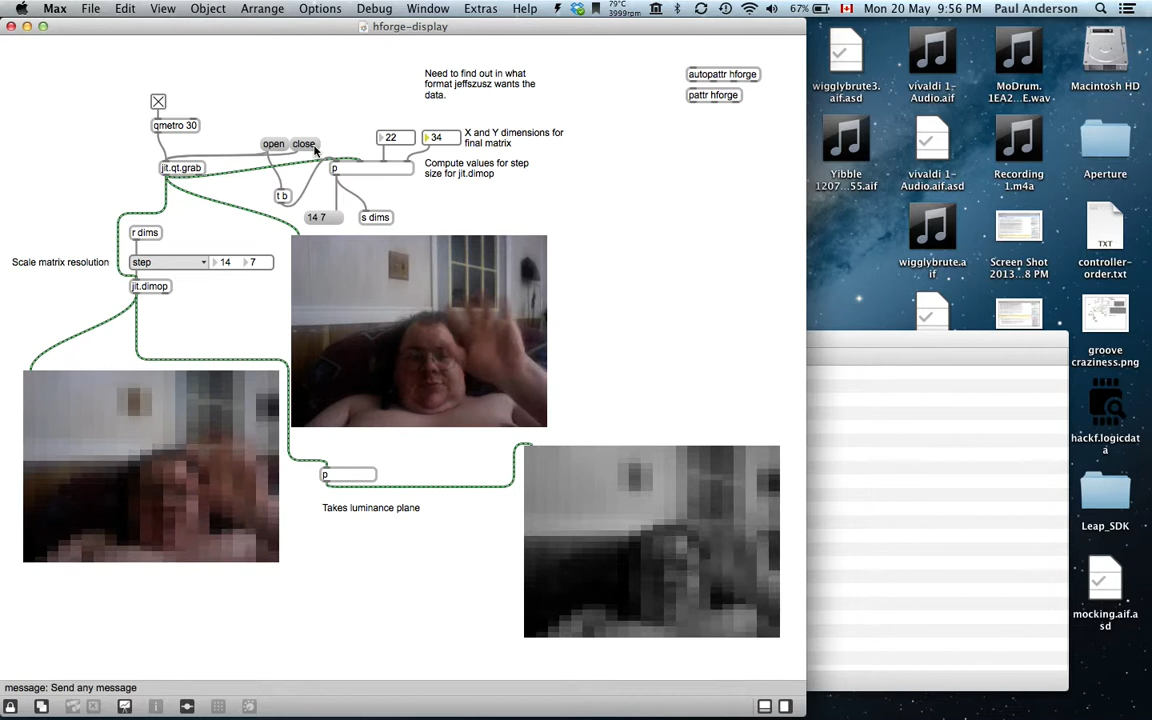 Max File Edit View Object Arrange Options Debug Window Extras Help
79°C
3999rpm
67%
Mon 20 May 9:56 PM Paul Anderson
hforge-display
Need to find out in what
format jeffszusz wants the
data.
autopattr hforge
pattr hforge
qmetro 30
open close
22
34
X and Y dimensions for
final matrix
jit.qt.grab
p
Compute values for step
size for jit.dimop
t b
14 7
s dims
r dims
Scale matrix resolution
step
14
7
jit.dimop
p
Takes luminance plane
message: Send any message
wigglybrute3.
aif.asd
vivaldi 1-
Audio.aif
MoDrum.
1EA2...E.wav
Macintosh HD
Yibble
1207...55.aif
vivaldi 1-
Audio.aif.asd
Recording
1.m4a
Aperture
wigglybrute.a
if
Screen Shot
2013...8 PM
TXT
controller-
order.txt
groove
craziness.png
hackf.logicdat
a
Leap_SDK
mocking.aif.a
sd